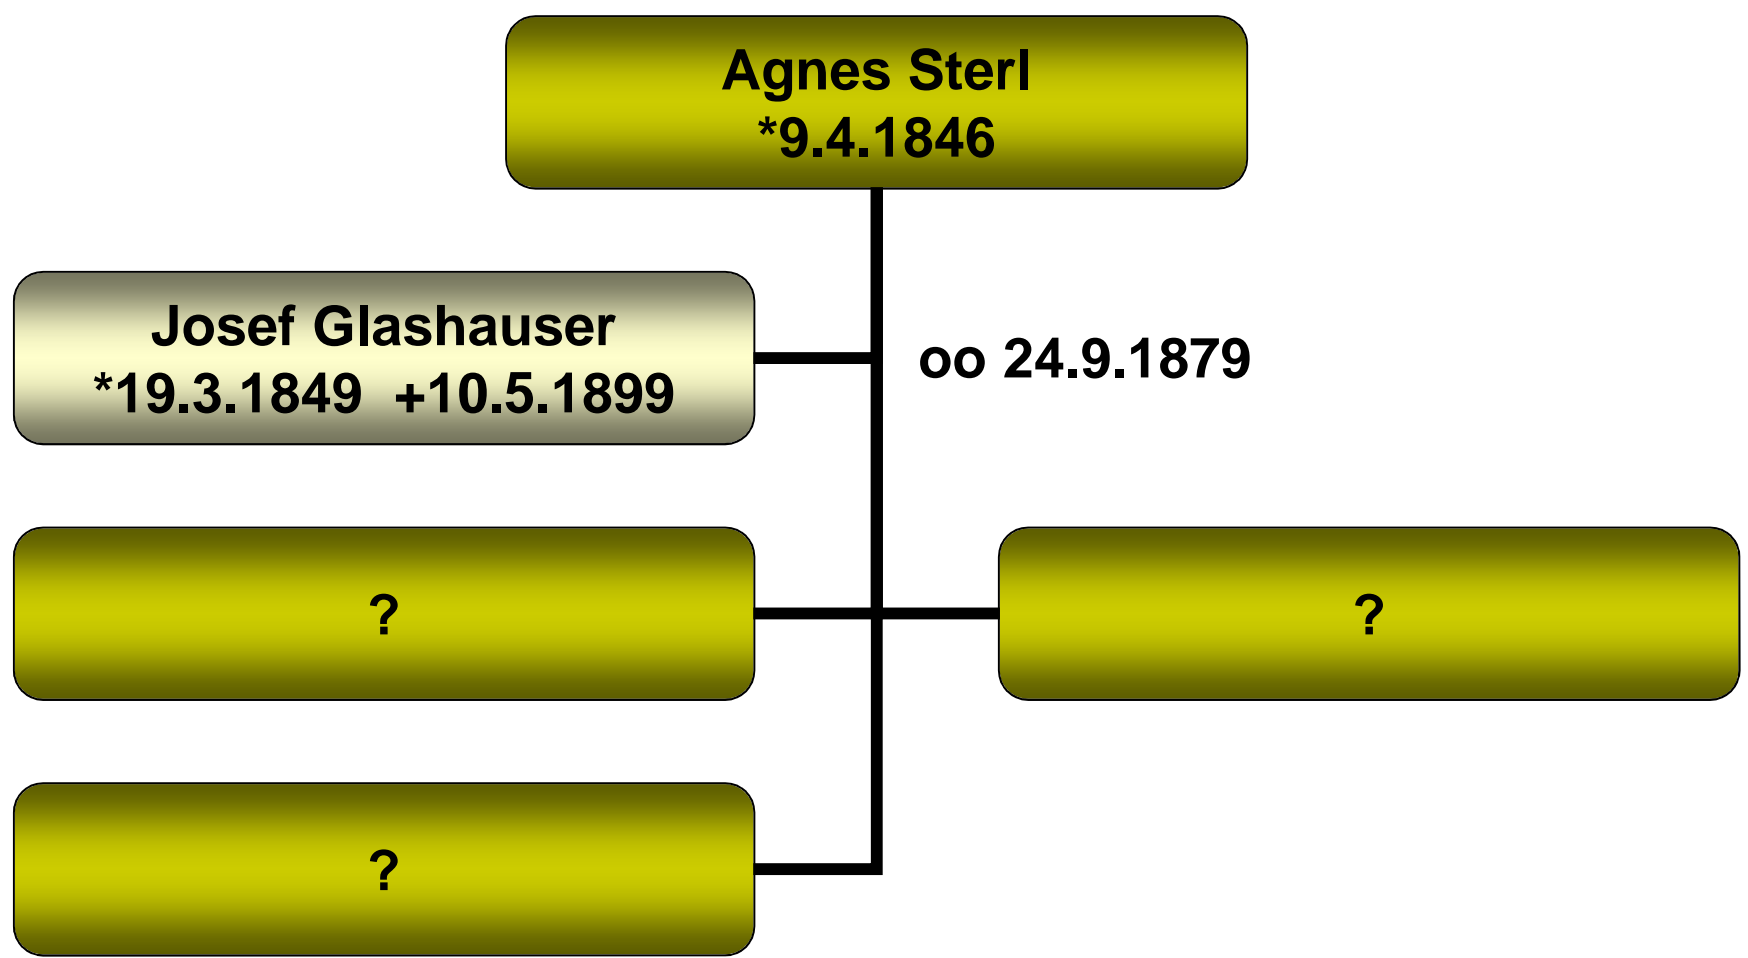 Agnes Sterl
*9.4.1846
Josef Glashauser
*19.3.1849  +10.5.1899
oo 24.9.1879
?
?
?